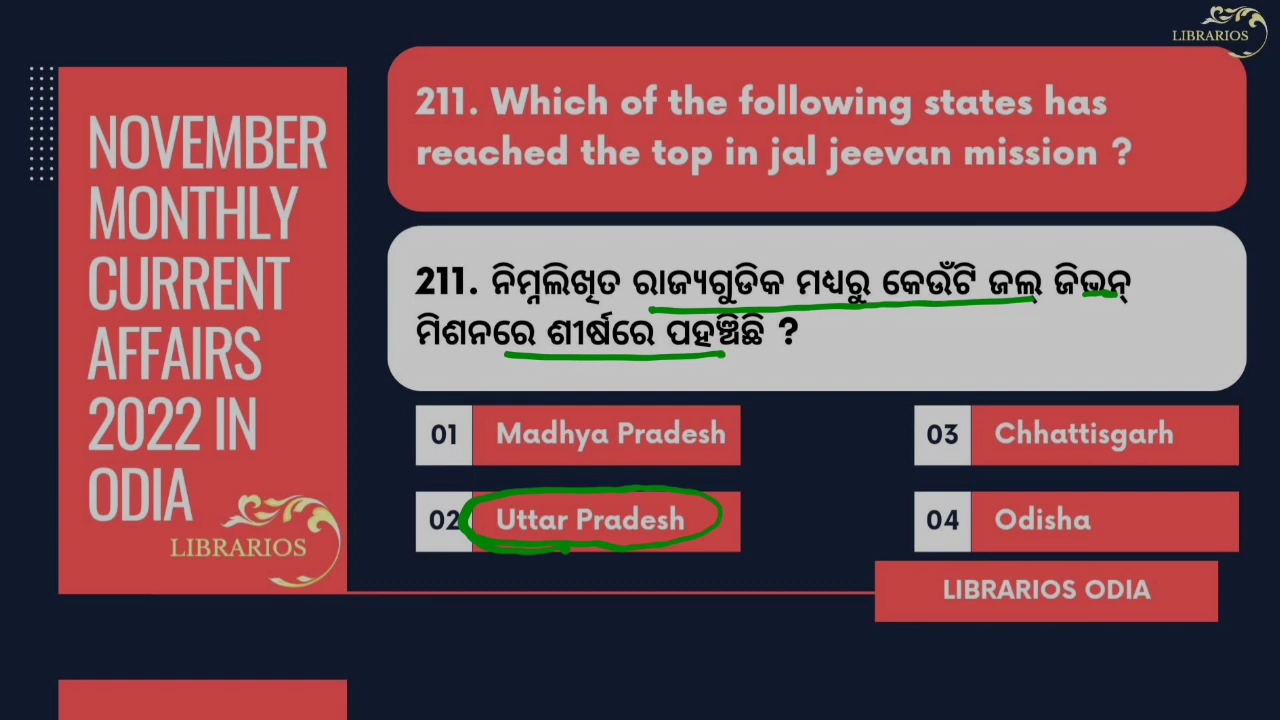 LIBRARIOS
NOVEMBER
MONTHLY
CURRENT
AFFAIRS
2022 IN
ODIA
LIBRARIOS
211. Which of the following states has
reached the top in jal jeevan mission ?
211. ନିମ୍ନଲିଖିତ ରାଜ୍ୟଗୁଡିକ ମଧ୍ୟରୁ କେଉଁଟି ଜଲ୍ ଜିଭନ୍
ମିଶନରେ ଶୀର୍ଷରେ ପହଞ୍ଚିଛି ?
01 Madhya Pradesh
02 Uttar Pradesh
03 Chhattisgarh
04 Odisha
LIBRARIOS ODIA